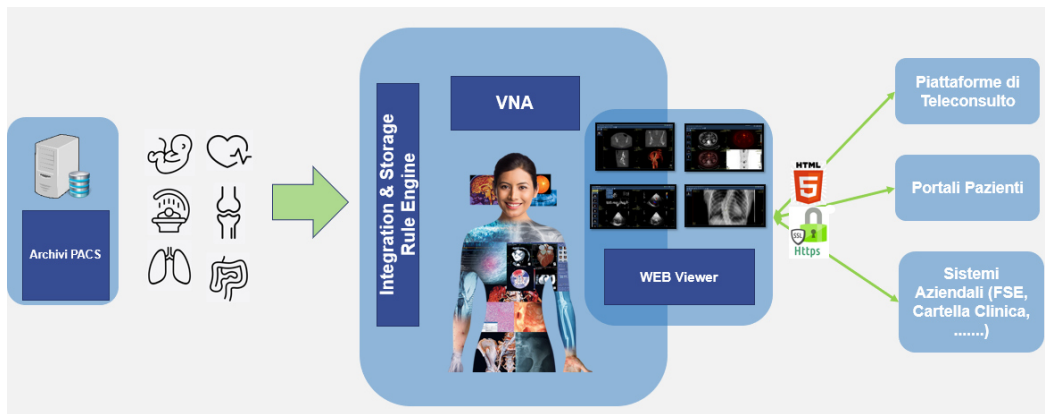 Archivi PACS
Integration & Storage
Rule Engine
VNA
WEB Viewer
HTML
5
SSL
Https
Piattaforme di
Teleconsulto
Portali Pazienti
Sistemi
Aziendali (FSE,
Cartella Clinica,
.......)